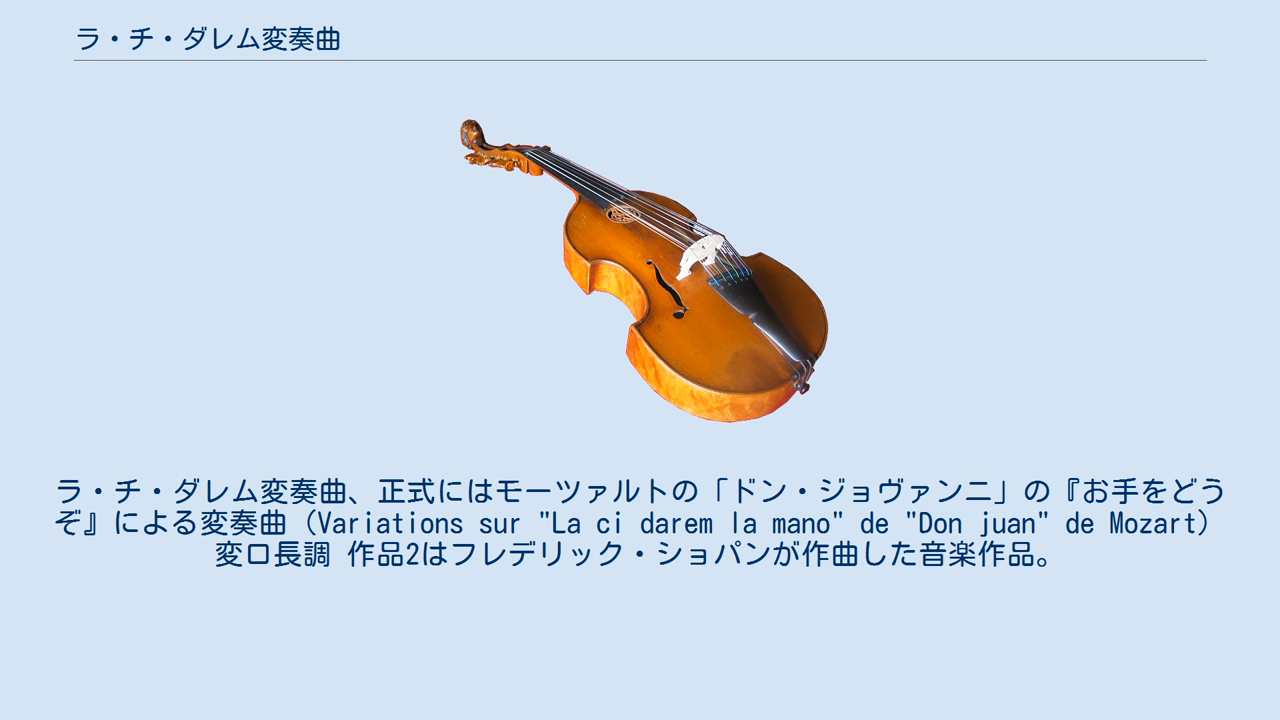 ラ・チ・ダレム変奏曲
ラ・チ・ダレム変奏曲、正式にはモーツァルトの「ドン・ジョヴァンニ」の『お手をどう
ぞ』による変奏曲（Variations sur "La ci darem la mano" de "Don juan" de Mozart）
変ロ長調 作品2はフレデリック・ショパンが作曲した音楽作品。